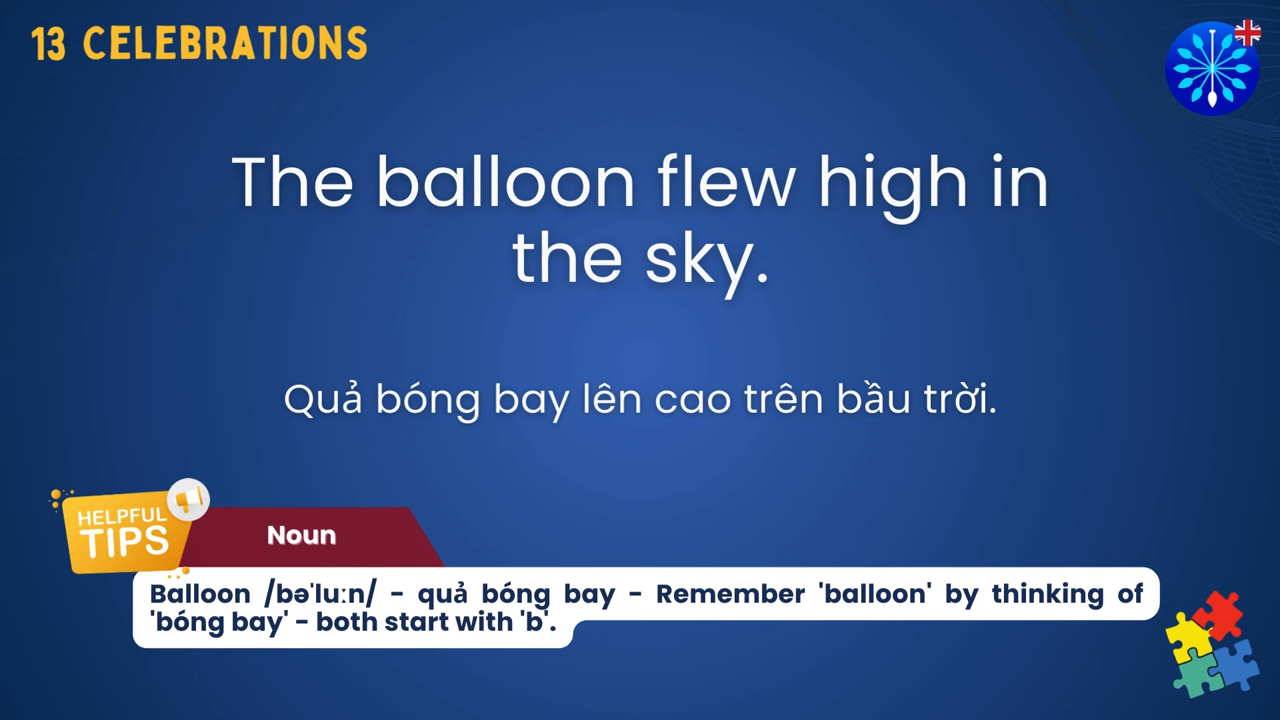 13 CELEBRATIONS
The balloon flew high in
the sky.
Quả bóng bay lên cao trên bầu trời.
HELPFUL
TIPS
Noun
Balloon /bəˈluːn/ - quả bóng bay - Remember 'balloon' by thinking of
'bóng bay' - both start with 'b'.